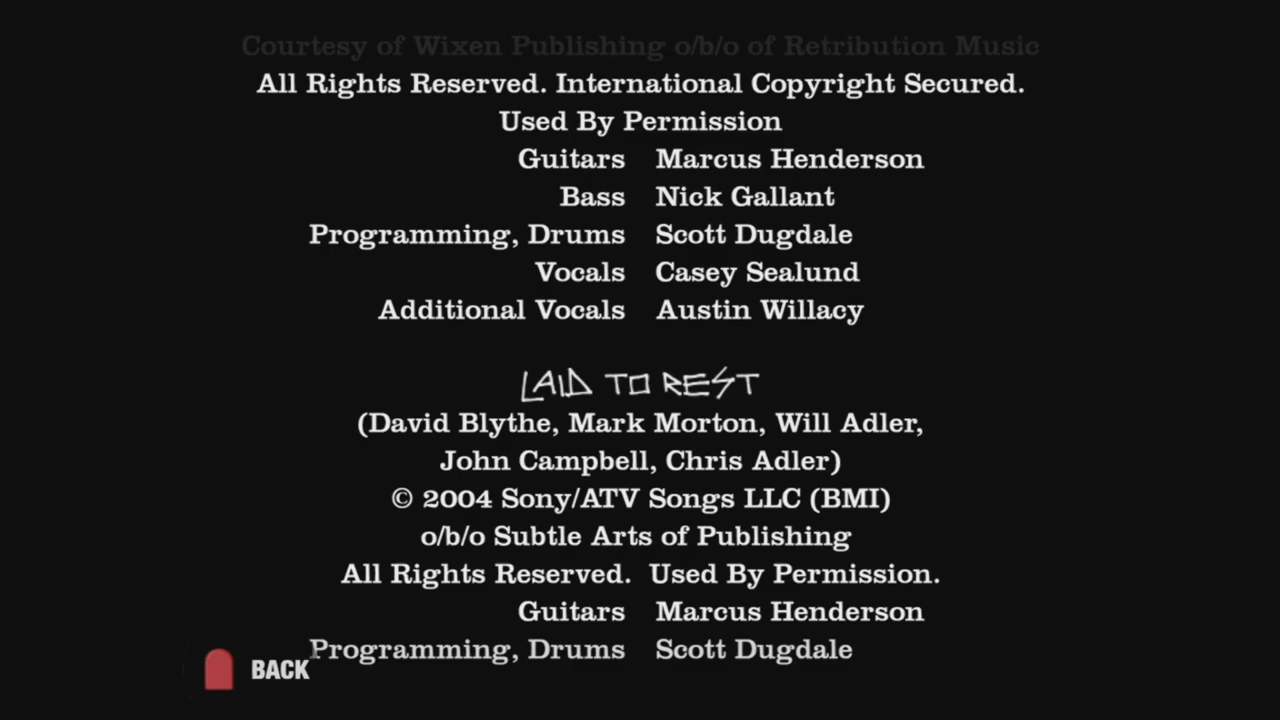 Courtesy of Wixen Publishing o/b/o of Retribution Music
All Rights Reserved. International Copyright Secured.
Used By Permission
Guitars Marcus Henderson
Bass Nick Gallant
Programming, Drums Scott Dugdale
Vocals Casey Sealund
Additional Vocals Austin Willacy
LAID TO REST
(David Blythe, Mark Morton, Will Adler,
John Campbell, Chris Adler)
© 2004 Sony/ATV Songs LLC (BMI)
o/b/o Subtle Arts of Publishing
All Rights Reserved. Used By Permission.
Guitars Marcus Henderson
Programming, Drums Scott Dugdale
BACK